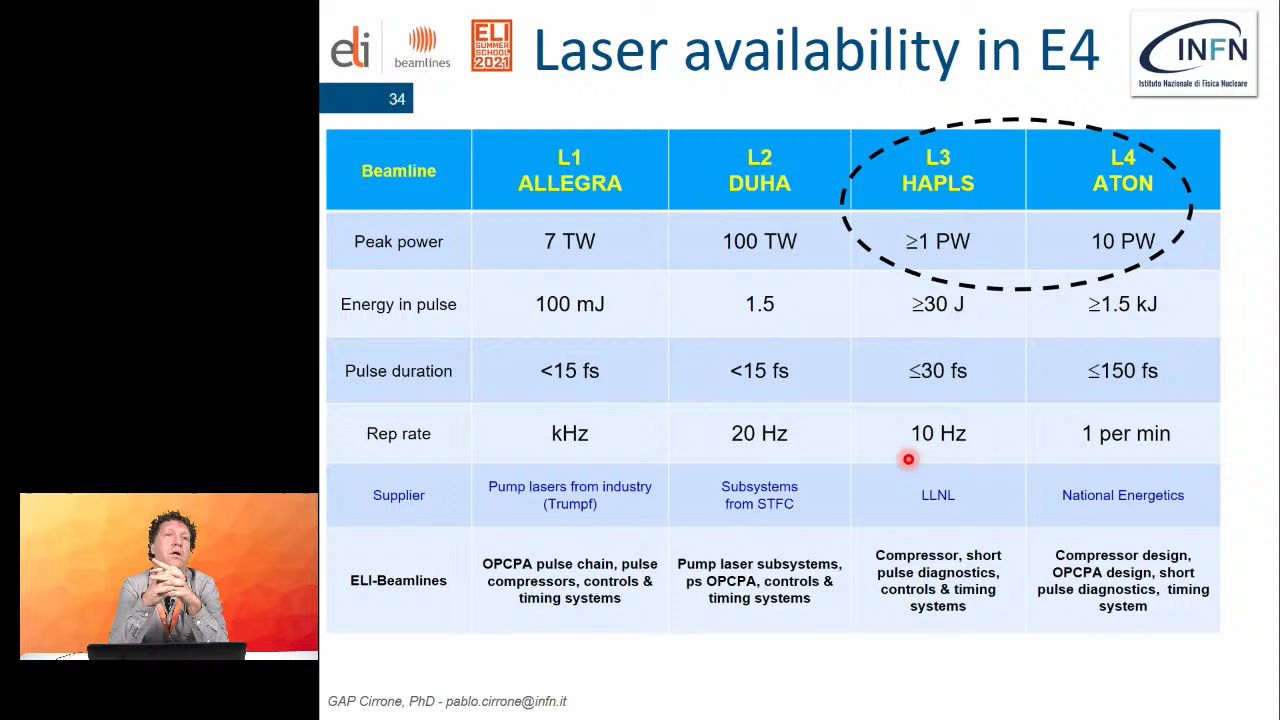 eli
beamlines
ELI
SUMMER
SCHOOL
2021
Laser availability in E4
INFN
Istituto Nazionale di Fisica Nucleare
34
Beamline
L1
ALLEGRA
L2
DUHA
L3
HAPLS
L4
ATON
Peak power
7 TW
100 TW
≥1 PW
10 PW
Energy in pulse
100 mJ
1.5
≥30 J
≥1.5 kJ
Pulse duration
<15 fs
<15 fs
≤30 fs
≤150 fs
Rep rate
kHz
20 Hz
10 Hz
1 per min
Supplier
Pump lasers from industry
(Trumpf)
Subsystems
from STFC
LLNL
National Energetics
ELI-Beamlines
OPCPA pulse chain, pulse
compressors, controls &
timing systems
Pump laser subsystems,
ps OPCPA, controls &
timing systems
Compressor, short
pulse diagnostics,
controls & timing
systems
Compressor design,
OPCPA design, short
pulse diagnostics, timing
system
GAP Cirrone, PhD - pablo.cirrone@infn.it